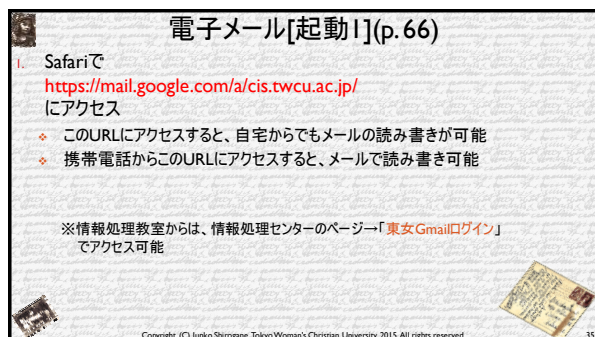 電子メール[起動1](p.66)
1. Safariで
https://mail.google.com/a/cis.twcu.ac.jp/
にアクセス
このURLにアクセスすると、自宅からでもメールの読み書きが可能
携帯電話からこのURLにアクセスすると、メールで読み書き可能
※情報処理教室からは、情報処理センターのページ→「東女Gmailログイン」
でアクセス可能
Copyright (C) Junko Shirogane, Tokyo Woman's Christian University 2015. All rights reserved.
35